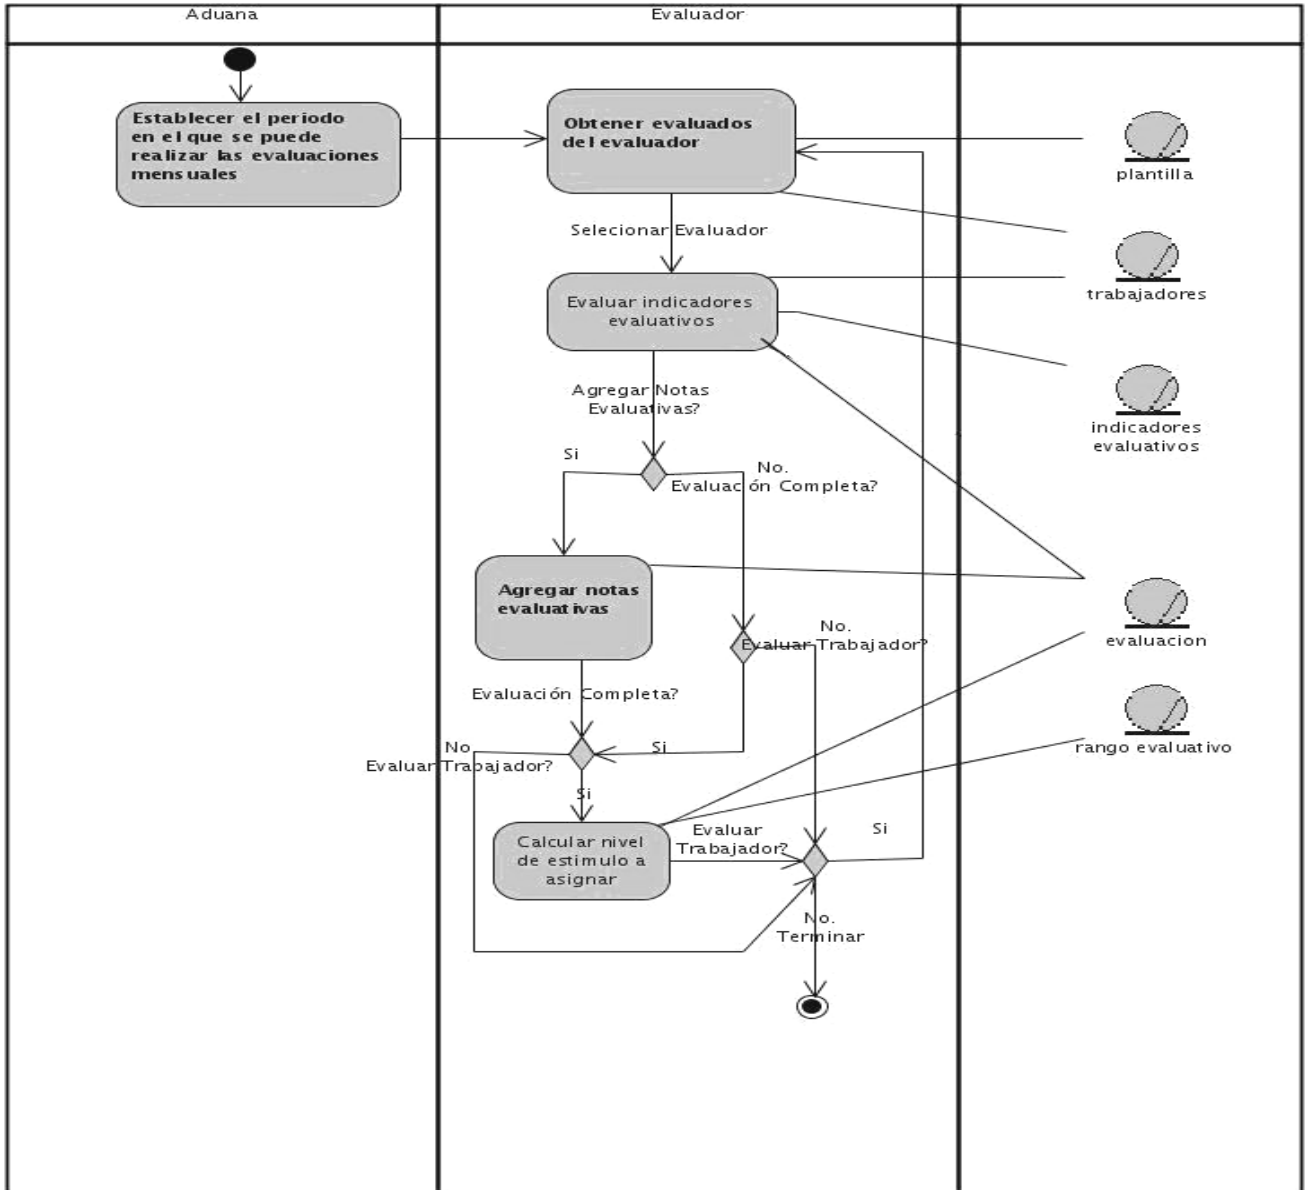 Aduana
Evaluador
Establecer el periodo
en el que se puede
realizar las evaluaciones
mensuales
Obtener evaluados
del evaluador
plantilla
Selecionar Evaluador
trabajadores
Evaluar indicadores
evaluativos
Agregar Notas
Evaluativas?
indicadores
evaluativos
Si
No.
Evaluación Completa?
Agregar notas
evaluativas
No.
Evaluar Trabajador?
evaluacion
Evaluación Completa?
No
Evaluar Trabajador?
Si
rango evaluativo
Si
Calcular nivel
de estimulo a
asignar
Evaluar
Trabajador?
Si
No.
Terminar